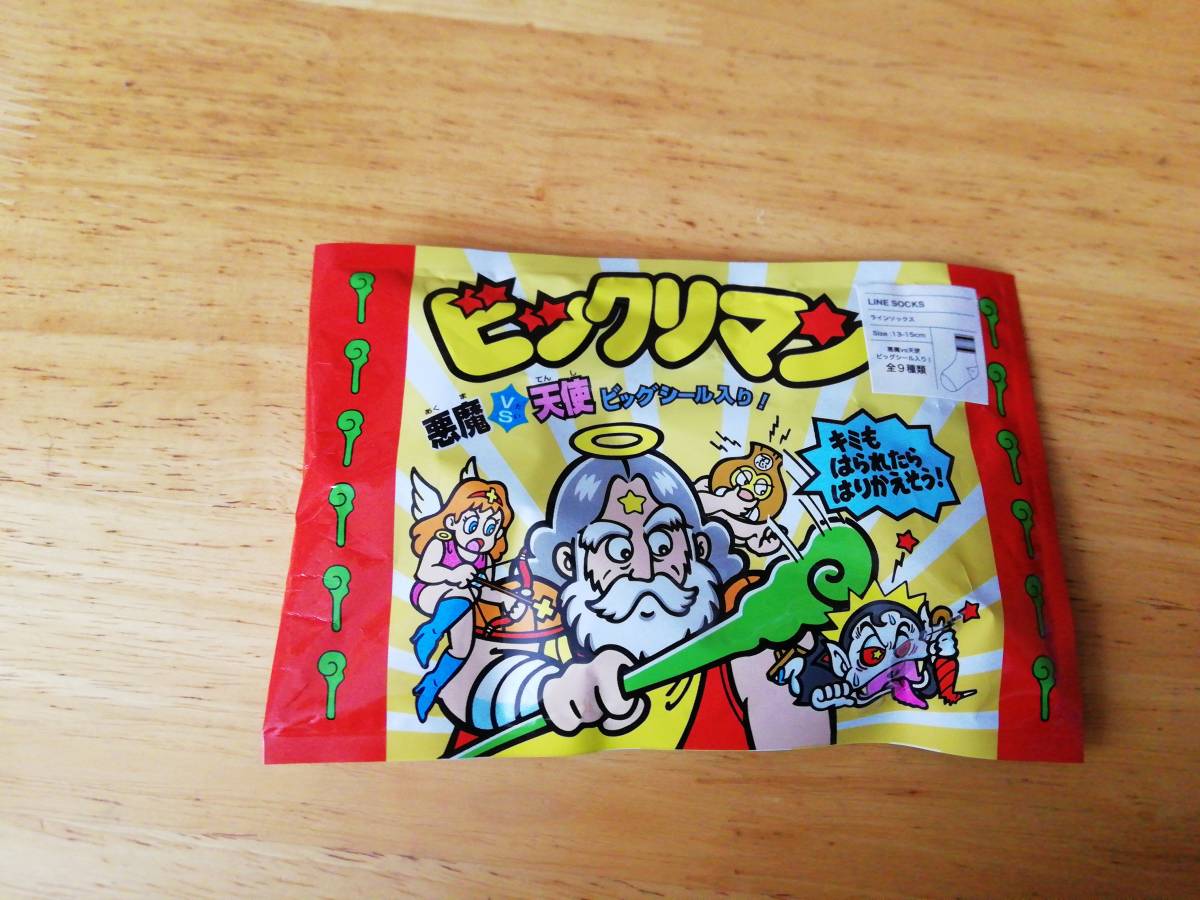 ビックリマン
LINE SOCKS
ラインソックス
Size:13-15cm
悪魔vs天使
ビッグシール入り!
全9種類
あくま
てんし
悪魔VS天使 ビッグシール入り!
キミも
はられたら
はりかえそう!